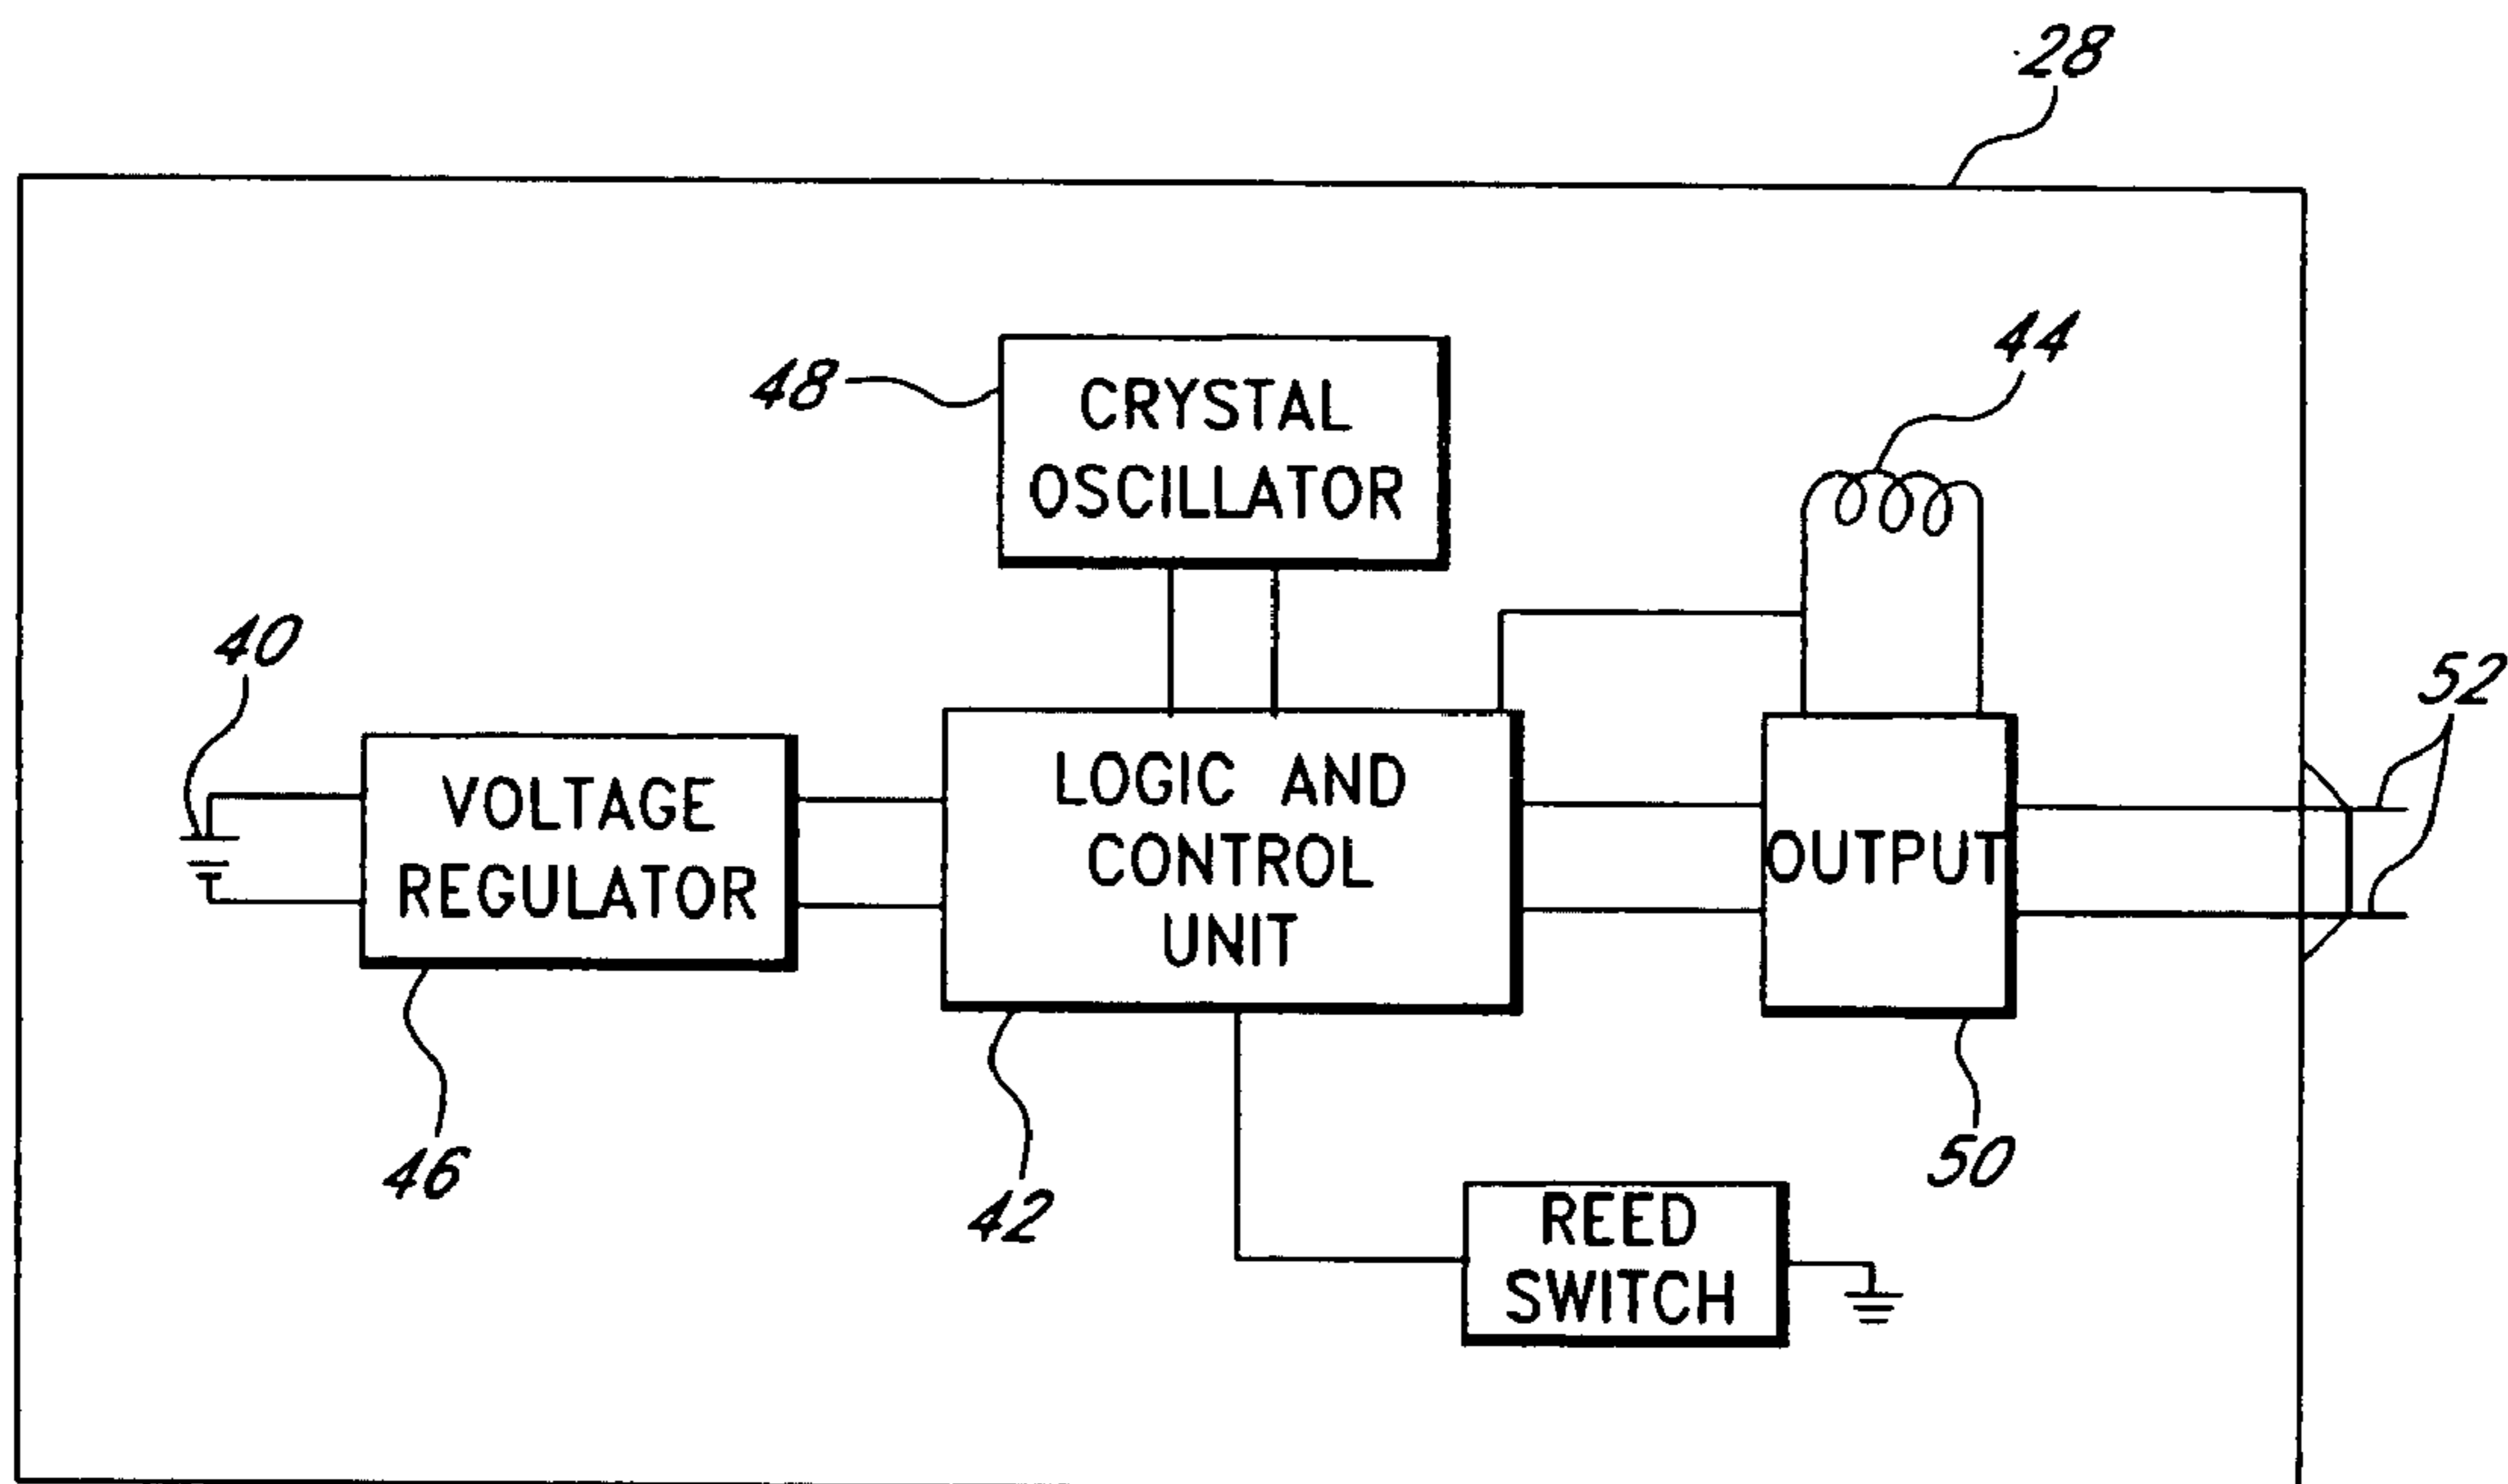 28
48
CRYSTAL
OSCILLATOR
44
40
52
VOLTAGE
REGULATOR
LOGIC AND
CONTROL
UNIT
OUTPUT
46
42
50
REED
SWITCH